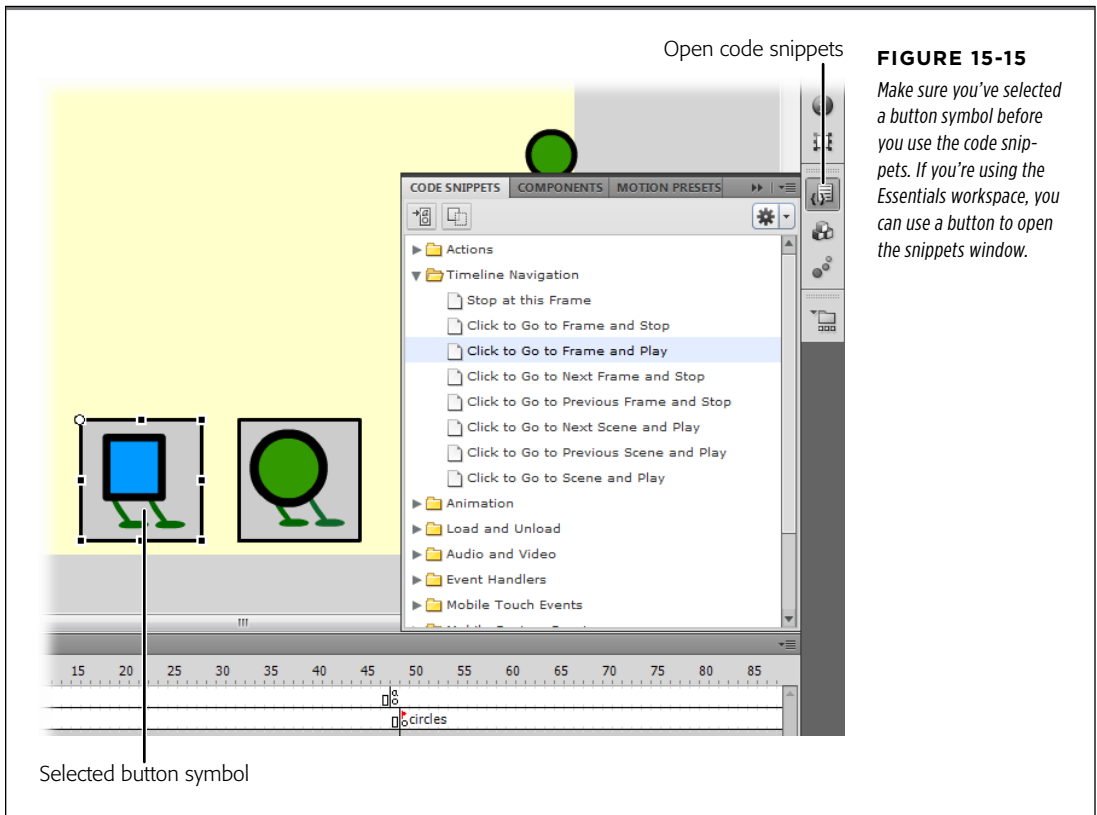 Open code snippets
FIGURE 15-15
Make sure you've selected
a button symbol before
you use the code snip-
pets. If you're using the
Essentials workspace, you
can use a button to open
the snippets window.
CODE SNIPPETS COMPONENTS MOTION PRESETS
Actions
Timeline Navigation
Stop at this Frame
Click to Go to Frame and Stop
Click to Go to Frame and Play
Click to Go to Next Frame and Stop
Click to Go to Previous Frame and Stop
Click to Go to Next Scene and Play
Click to Go to Previous Scene and Play
Click to Go to Scene and Play
Animation
Load and Unload
Audio and Video
Event Handlers
Mobile Touch Events
15 20 25 30 35 40 45 50 55 60 65 70 75 80 85
a
circles
Selected button symbol